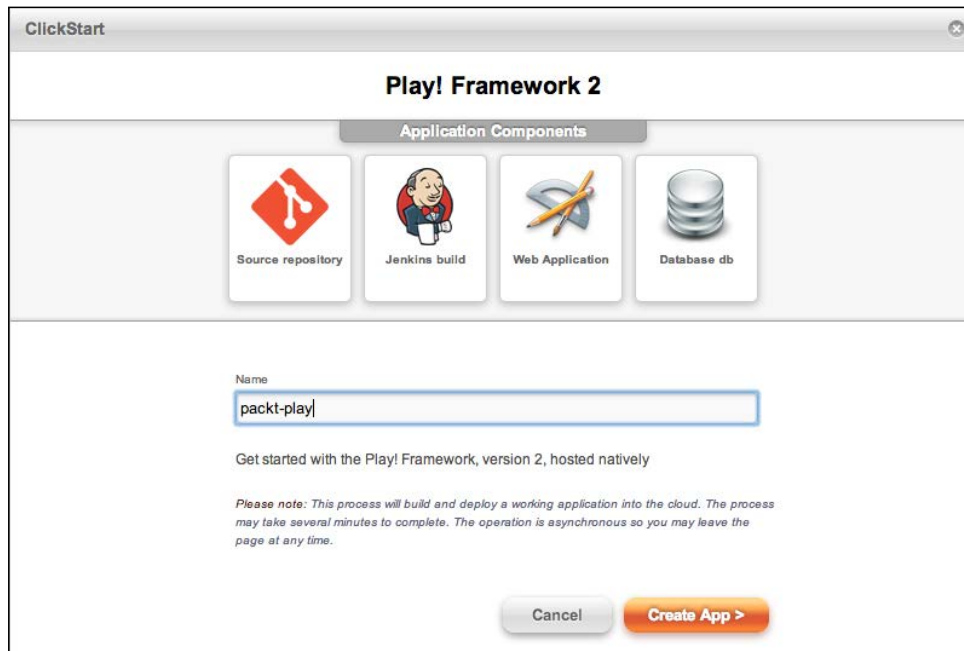 ClickStart
Play! Framework 2
Application Components
Source repository
Jenkins build
Web Application
Database db
Name
packt-play
Get started with the Play! Framework, version 2, hosted natively
Please note: This process will build and deploy a working application into the cloud. The process
may take several minutes to complete. The operation is asynchronous so you may leave the
page at any time.
Cancel
Create App >